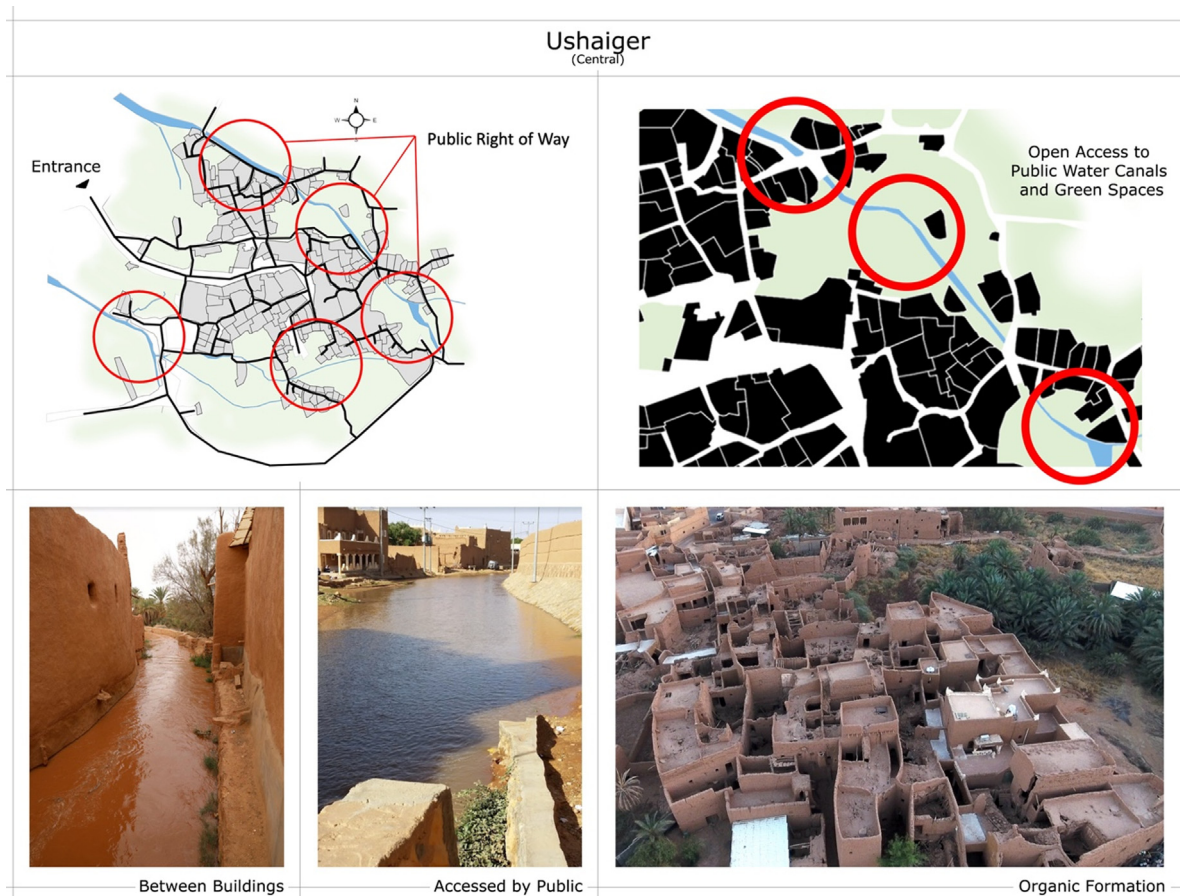 Ushaiger
(Central)
N
W
E
Entrance
Public Right of Way
Open Access to
Public Water Canals
and Green Spaces
Between Buildings
Accessed by Public
Organic Formation